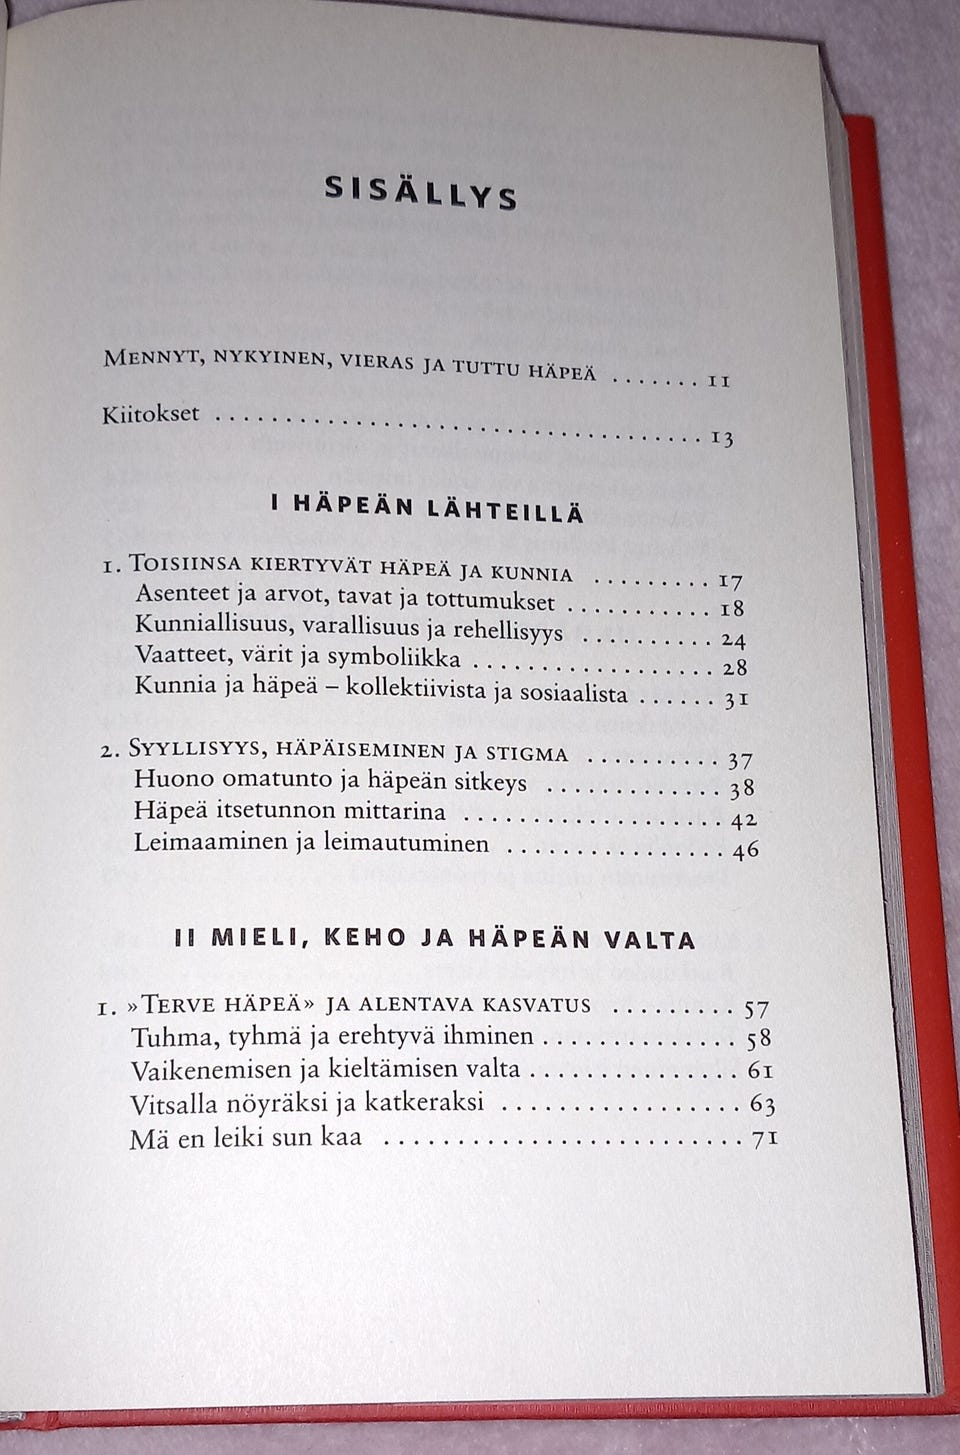 SISÄLLYS
MENNYT, NYKYINEN, VIERAS JA TUTTU HÄPEÄ ....... 11
Kiitokset ................................... 13
I HÄPEÄN LÄHTEILLÄ
1. TOISIINSA KIERTYVÄT HÄPEÄ JA KUNNIA ......... 17
Asenteet ja arvot, tavat ja tottumukset ........... 18
Kunniallisuus, varallisuus ja rehellisyys .......... 24
Vaatteet, värit ja symboliikka ................. 28
Kunnia ja häpeä – kollektiivista ja sosiaalista ...... 31
2. SYYLLISYYS, HÄPÄISEMINEN JA STIGMA .......... 37
Huono omatunto ja häpeän sitkeys ............. 38
Häpeä itsetunnon mittarina ................... 42
Leimaaminen ja leimautuminen ................ 46
II MIELI, KEHO JA HÄPEÄN VALTA
1. »TERVE HÄPEÄ» JA ALENTAVA KASVATUS ......... 57
Tuhma, tyhmä ja erehtyvä ihminen .............. 58
Vaikenemisen ja kieltämisen valta ............... 61
Vitsalla nöyräksi ja katkeraksi ................. 63
Mä en leiki sun kaa ......................... 71